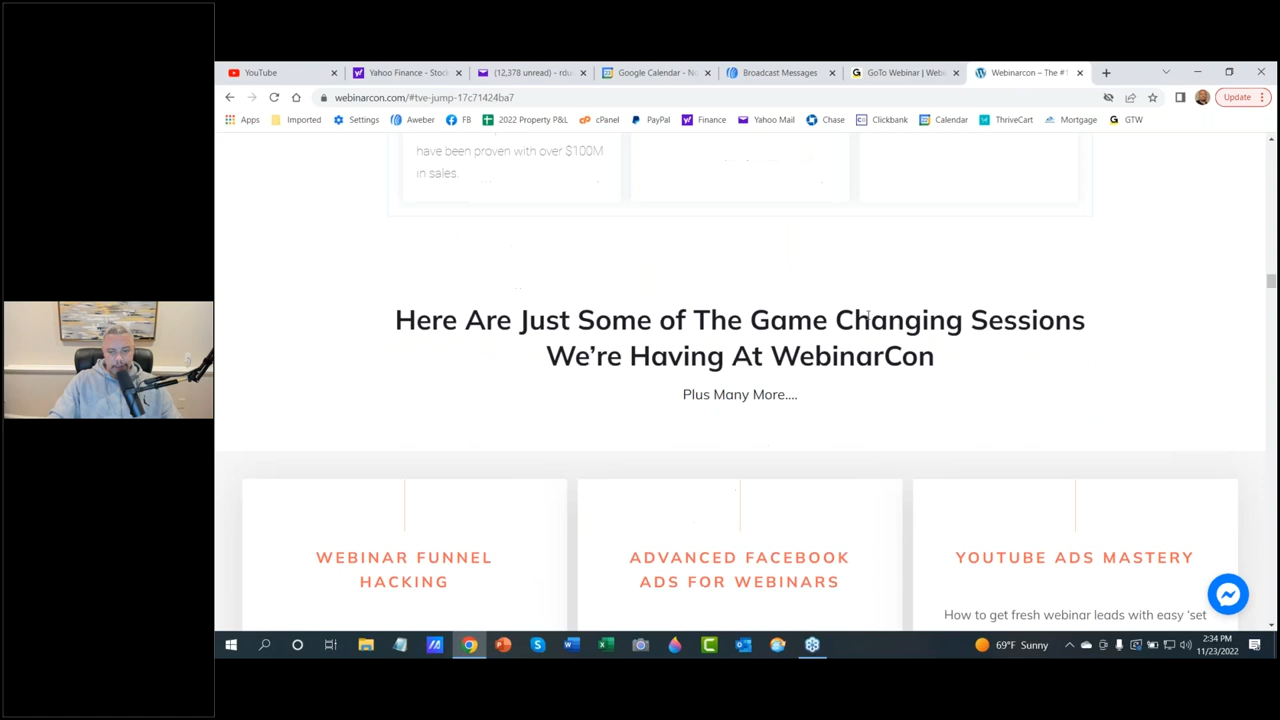 YouTube
Yahoo Finance - Stock
(12,378 unread) - rdu
Google Calendar - No
Broadcast Messages
GoTo Webinar | Web
Webinarcon – The #1
webinarcon.com/#tve-jump-17c71424ba7
Update
Apps
Imported
Settings
Aweber
FB
2022 Property P&L
cPanel
PayPal
Finance
Yahoo Mail
Chase
Clickbank
Calendar
ThriveCart
Mortgage
GTW
have been proven with over $100M
in sales.
Here Are Just Some of The Game Changing Sessions
We're Having At WebinarCon
Plus Many More....
WEBINAR FUNNEL
HACKING
ADVANCED FACEBOOK
ADS FOR WEBINARS
YOUTUBE ADS MASTERY
How to get fresh webinar leads with easy 'set
69°F Sunny
2:34 PM
11/23/2022